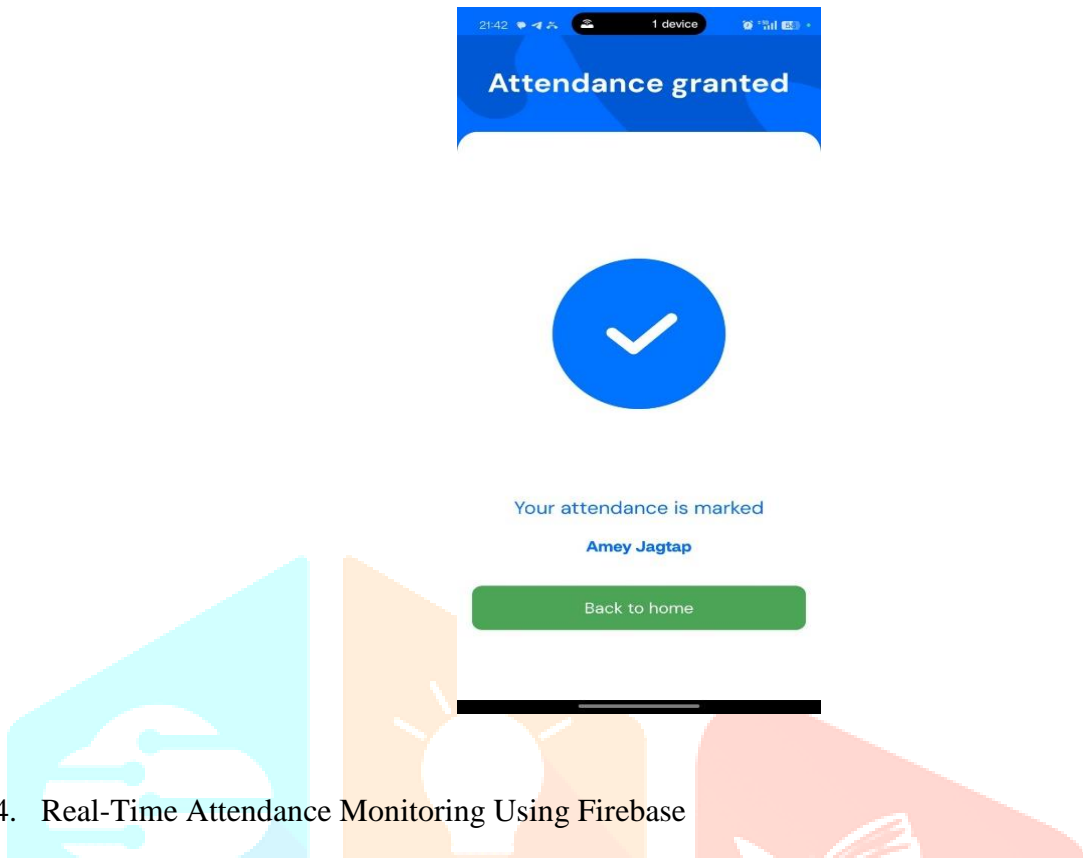 21:42 1 device
Attendance granted
Your attendance is marked
Amey Jagtap
Back to home
4. Real-Time Attendance Monitoring Using Firebase